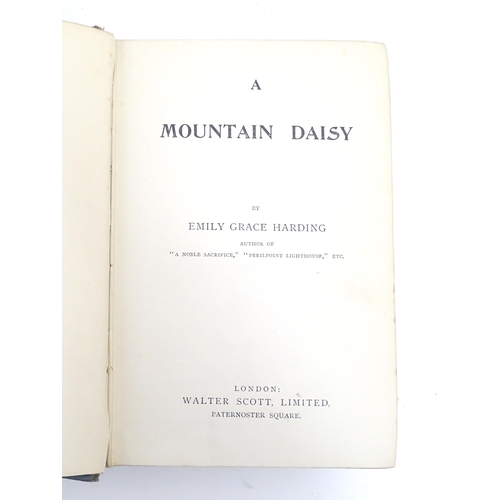 A
MOUNTAIN DAISY
BY
EMILY GRACE HARDING
AUTHOR OF
"A NOBLE SACRIFICE," "PERILPOINT LIGHTHOUSE," ETC.
LONDON:
WALTER SCOTT, LIMITED,
PATERNOSTER SQUARE.